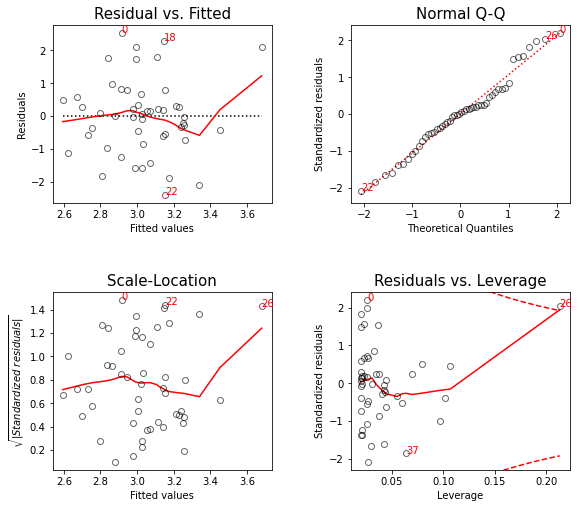 Residual vs. Fitted
Normal Q-Q
0
18
22
2
1
0
−1
−2
Residuals
2.6 2.8 3.0 3.2 3.4 3.6
Fitted values
26
0
22
2
1
0
−1
−2
Standardized residuals
−2 −1 0 1 2
Theoretical Quantiles
Scale-Location
Residuals vs. Leverage
0
22
26
1.4
1.2
1.0
0.8
0.6
0.4
0.2
√|Standardized residuals|
2.6 2.8 3.0 3.2 3.4 3.6
Fitted values
0
26
37
2
1
0
−1
−2
Standardized residuals
0.05 0.10 0.15 0.20
Leverage